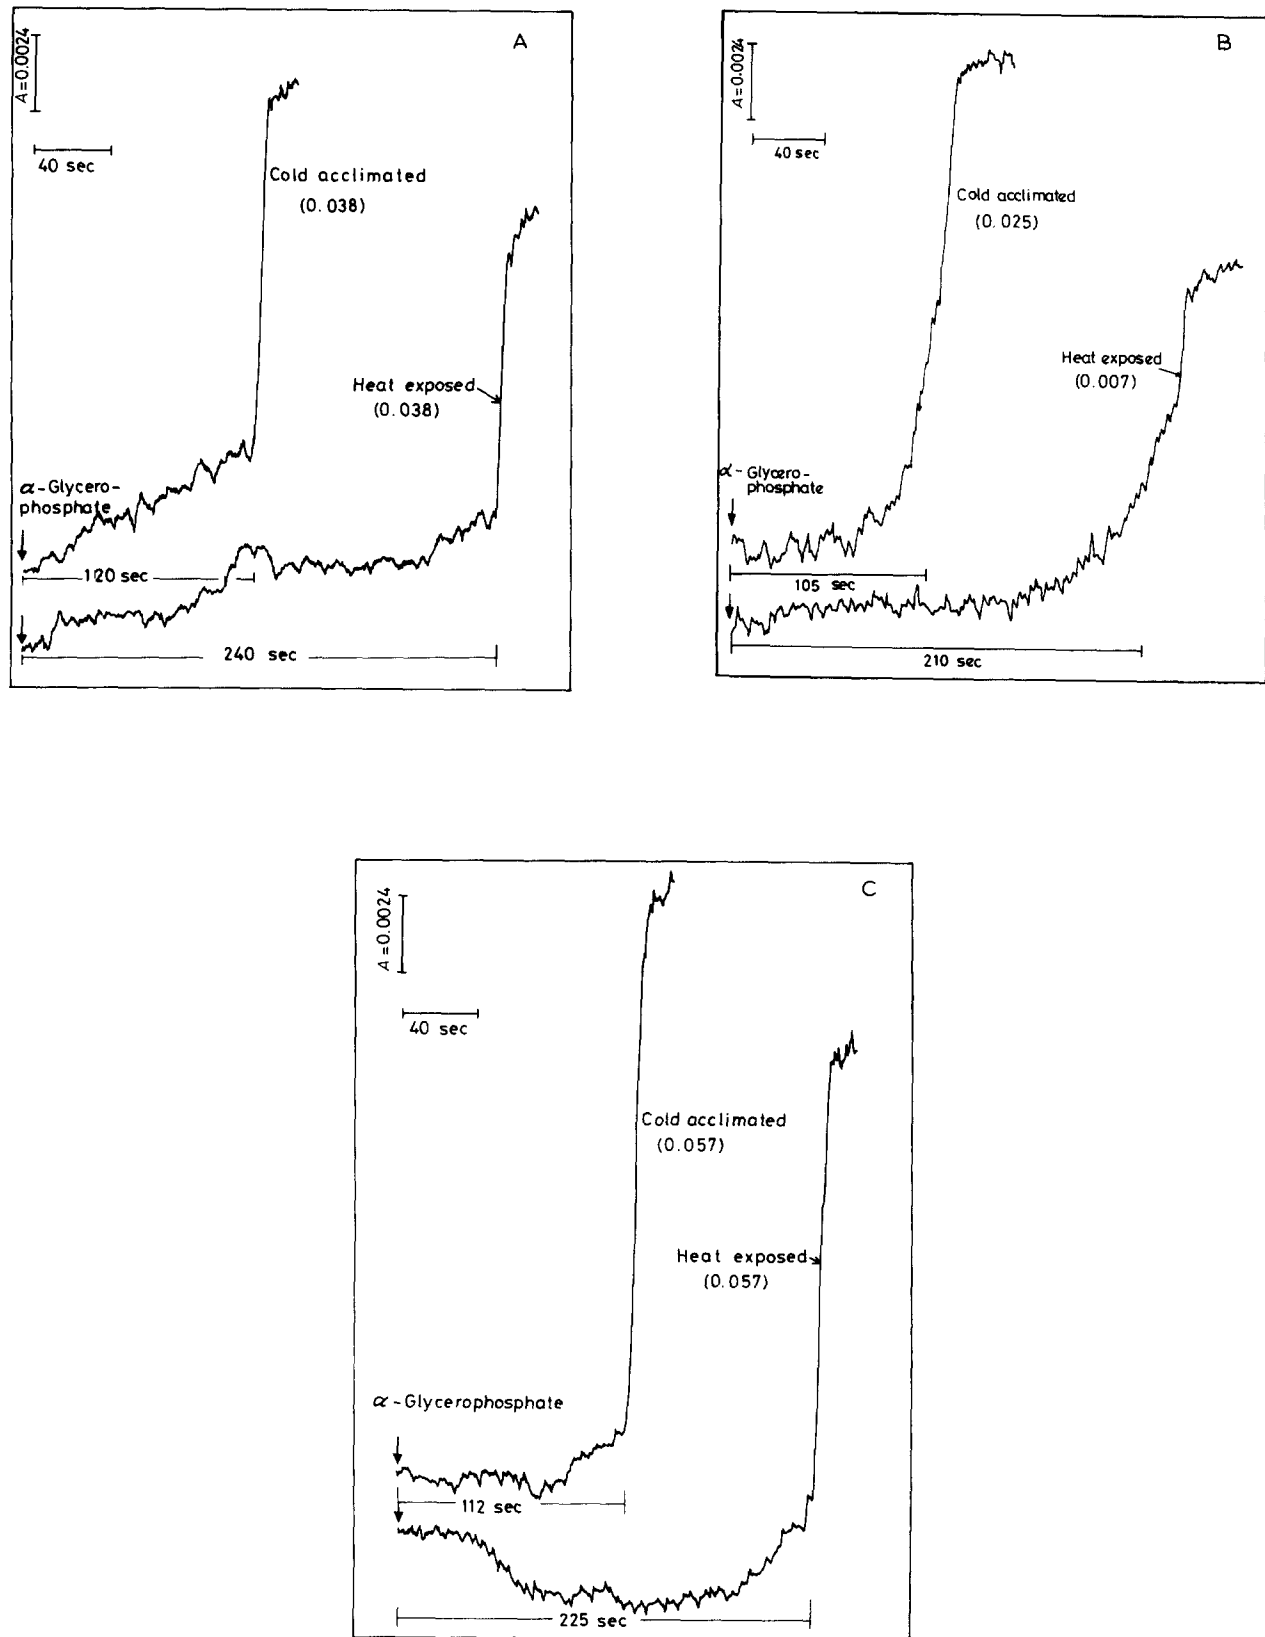 A
A=0.0024
40 sec
Cold acclimated
(0.038)
Heat exposed
(0.038)
α-Glycero-
phosphate
120 sec
240 sec
B
A=0.0024
40 sec
Cold acclimated
(0.025)
Heat exposed
(0.007)
α-Glycero-
phosphate
105 sec
210 sec
C
A=0.0024
40 sec
Cold acclimated
(0.057)
Heat exposed
(0.057)
α-Glycerophosphate
112 sec
225 sec